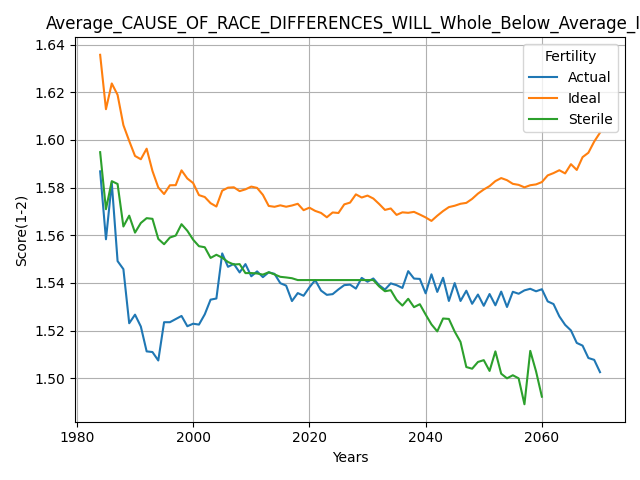 Average_CAUSE_OF_RACE_DIFFERENCES_WILL_Whole_Below_Average_I
1.64
1.62
1.60
1.58
1.56
1.54
1.52
1.50
Score(1-2)
Fertility
Actual
Ideal
Sterile
1980 2000 2020 2040 2060
Years